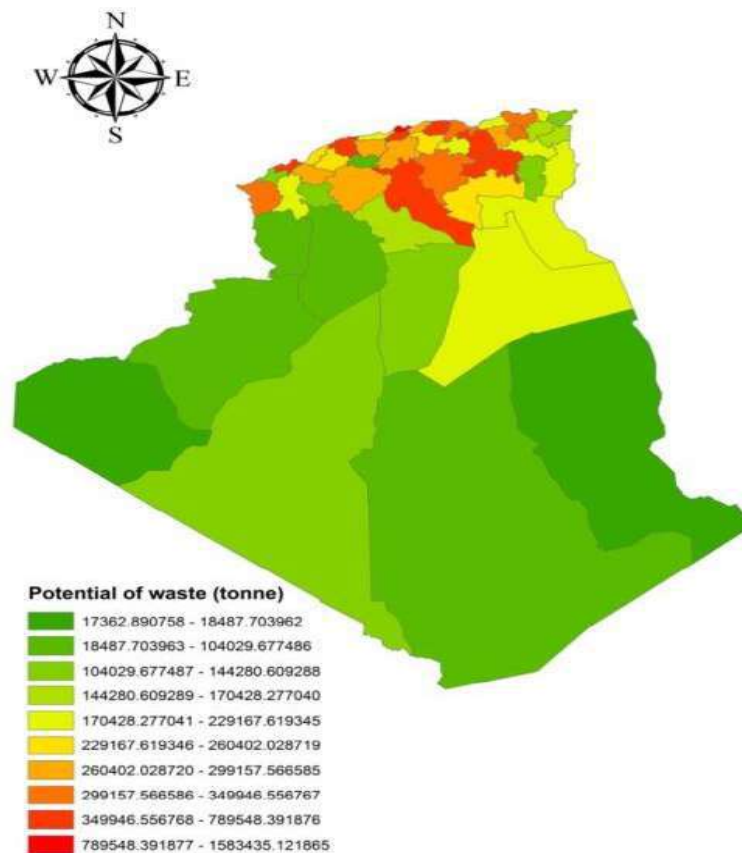 N
W E
S
Potential of waste (tonne)
17362.890758 - 18487.703962
18487.703963 - 104029.677486
104029.677487 - 144280.609288
144280.609289 - 170428.277040
170428.277041 - 229167.619345
229167.619346 - 260402.028719
260402.028720 - 299157.566585
299157.566586 - 349946.556767
349946.556768 - 789548.391876
789548.391877 - 1583435.121865